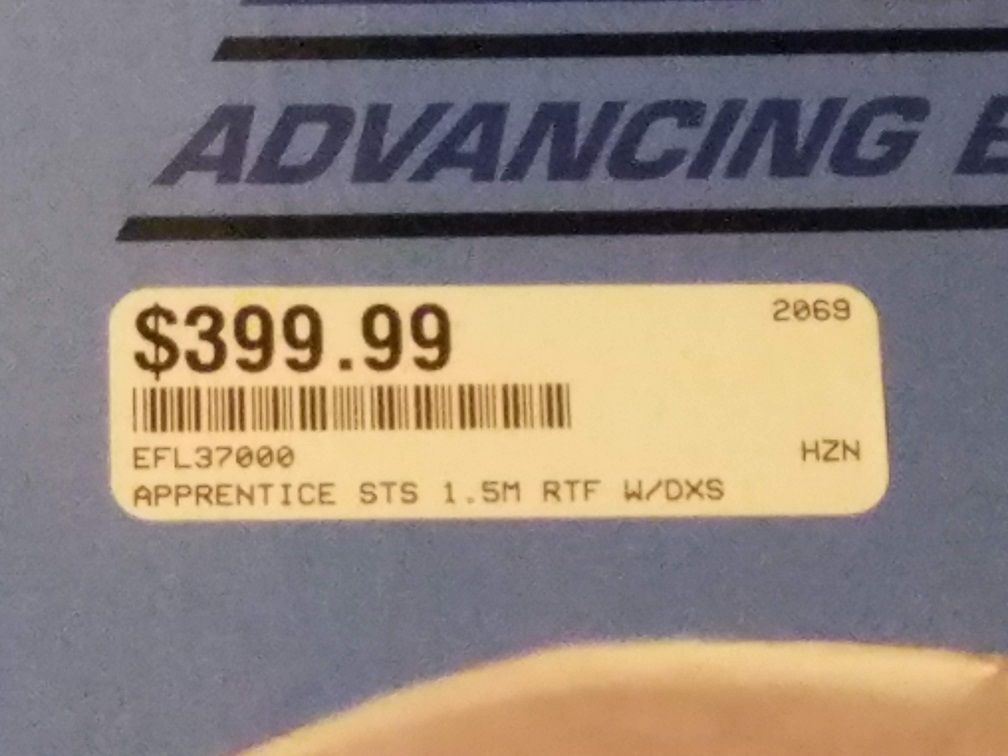 ADVANCING
$399.99
2069
EFL37000
HZN
APPRENTICE STS 1.5M RTF W/DXS